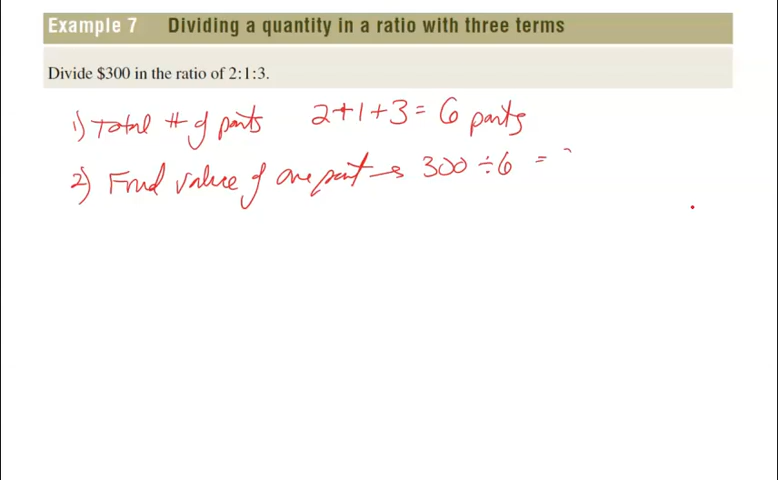 Example 7 Dividing a quantity in a ratio with three terms
Divide $300 in the ratio of 2:1:3.
1) Total # of parts 2+1+3 = 6 parts
2) Find value of one part → 300 ÷ 6 =